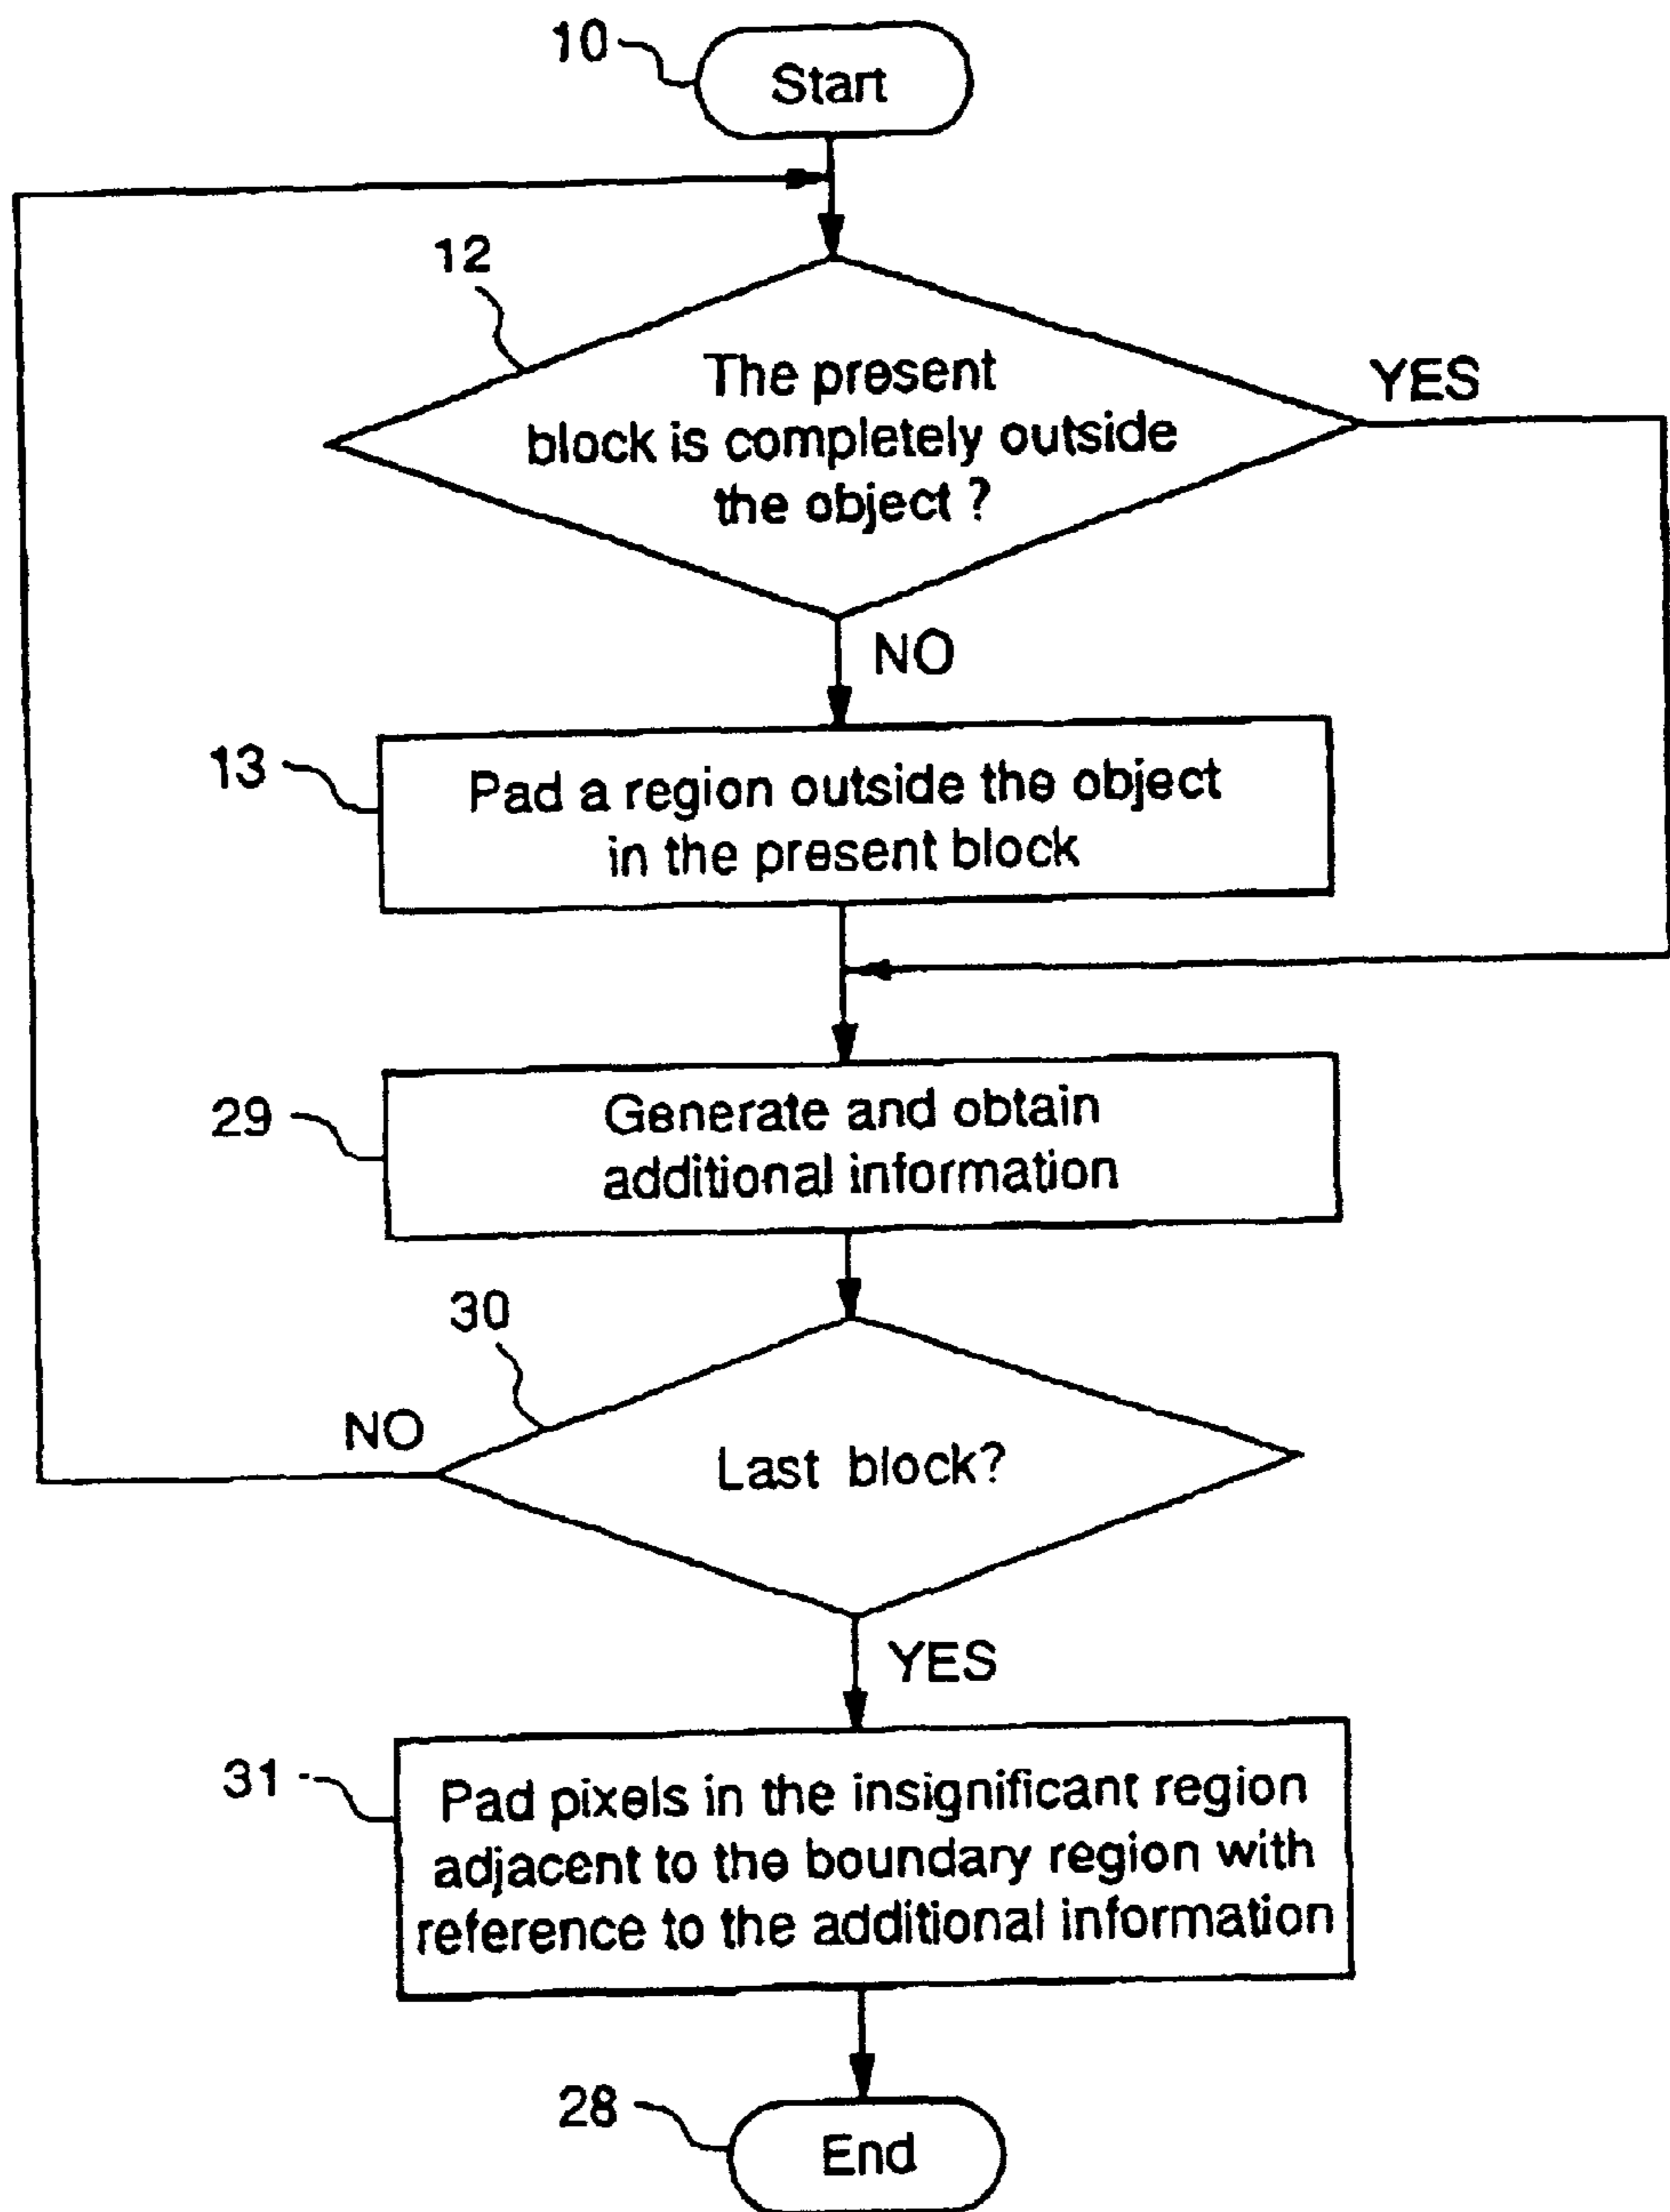 10
Start
12
The present
block is completely outside
the object ?
YES
NO
13
Pad a region outside the object
in the present block
29
Generate and obtain
additional information
30
NO
Last block?
YES
31
Pad pixels in the insignificant region
adjacent to the boundary region with
reference to the additional information
28
End